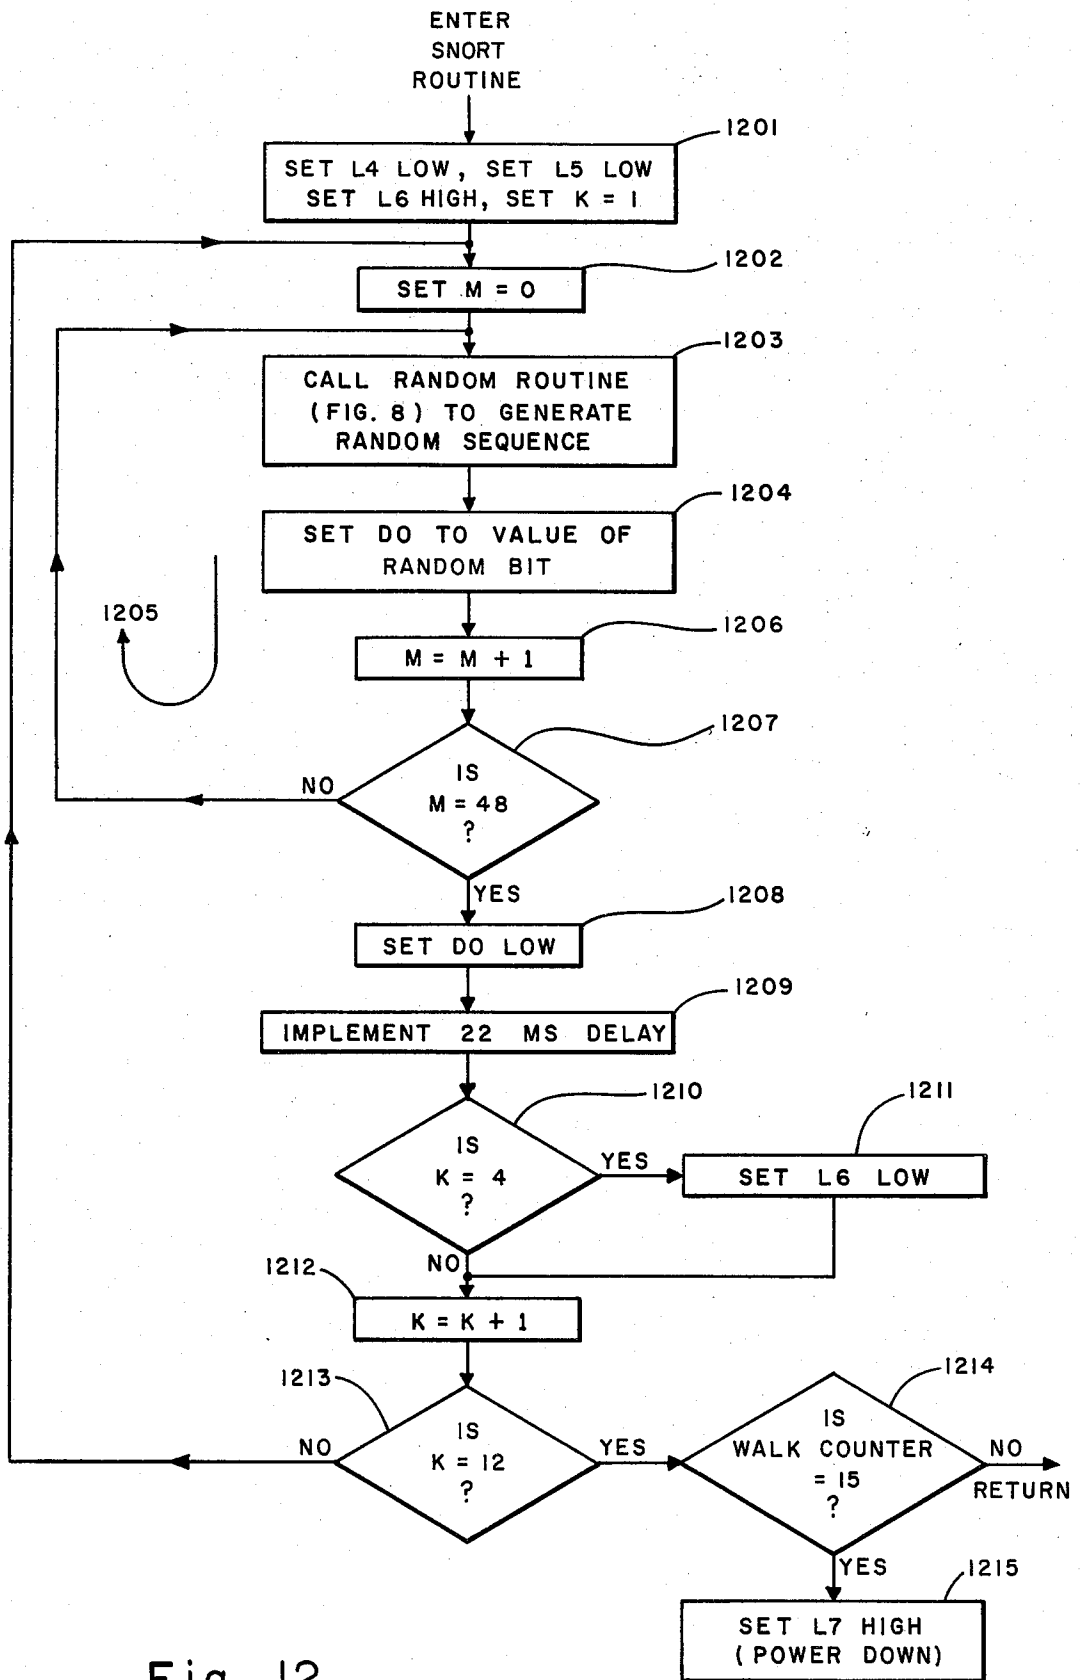 ENTER
SNORT
ROUTINE
1201
SET L4 LOW, SET L5 LOW
SET L6 HIGH, SET K = 1
1202
SET M = 0
1203
CALL RANDOM ROUTINE
(FIG. 8) TO GENERATE
RANDOM SEQUENCE
1204
SET DO TO VALUE OF
RANDOM BIT
1205
1206
M = M + 1
1207
IS
M = 48
?
NO
YES
1208
SET DO LOW
1209
IMPLEMENT 22 MS DELAY
1210
IS
K = 4
?
YES
1211
SET L6 LOW
NO
1212
K = K + 1
1213
IS
K = 12
?
NO
YES
1214
IS
WALK COUNTER
= 15
?
NO
RETURN
YES
1215
SET L7 HIGH
(POWER DOWN)
Fig. 12